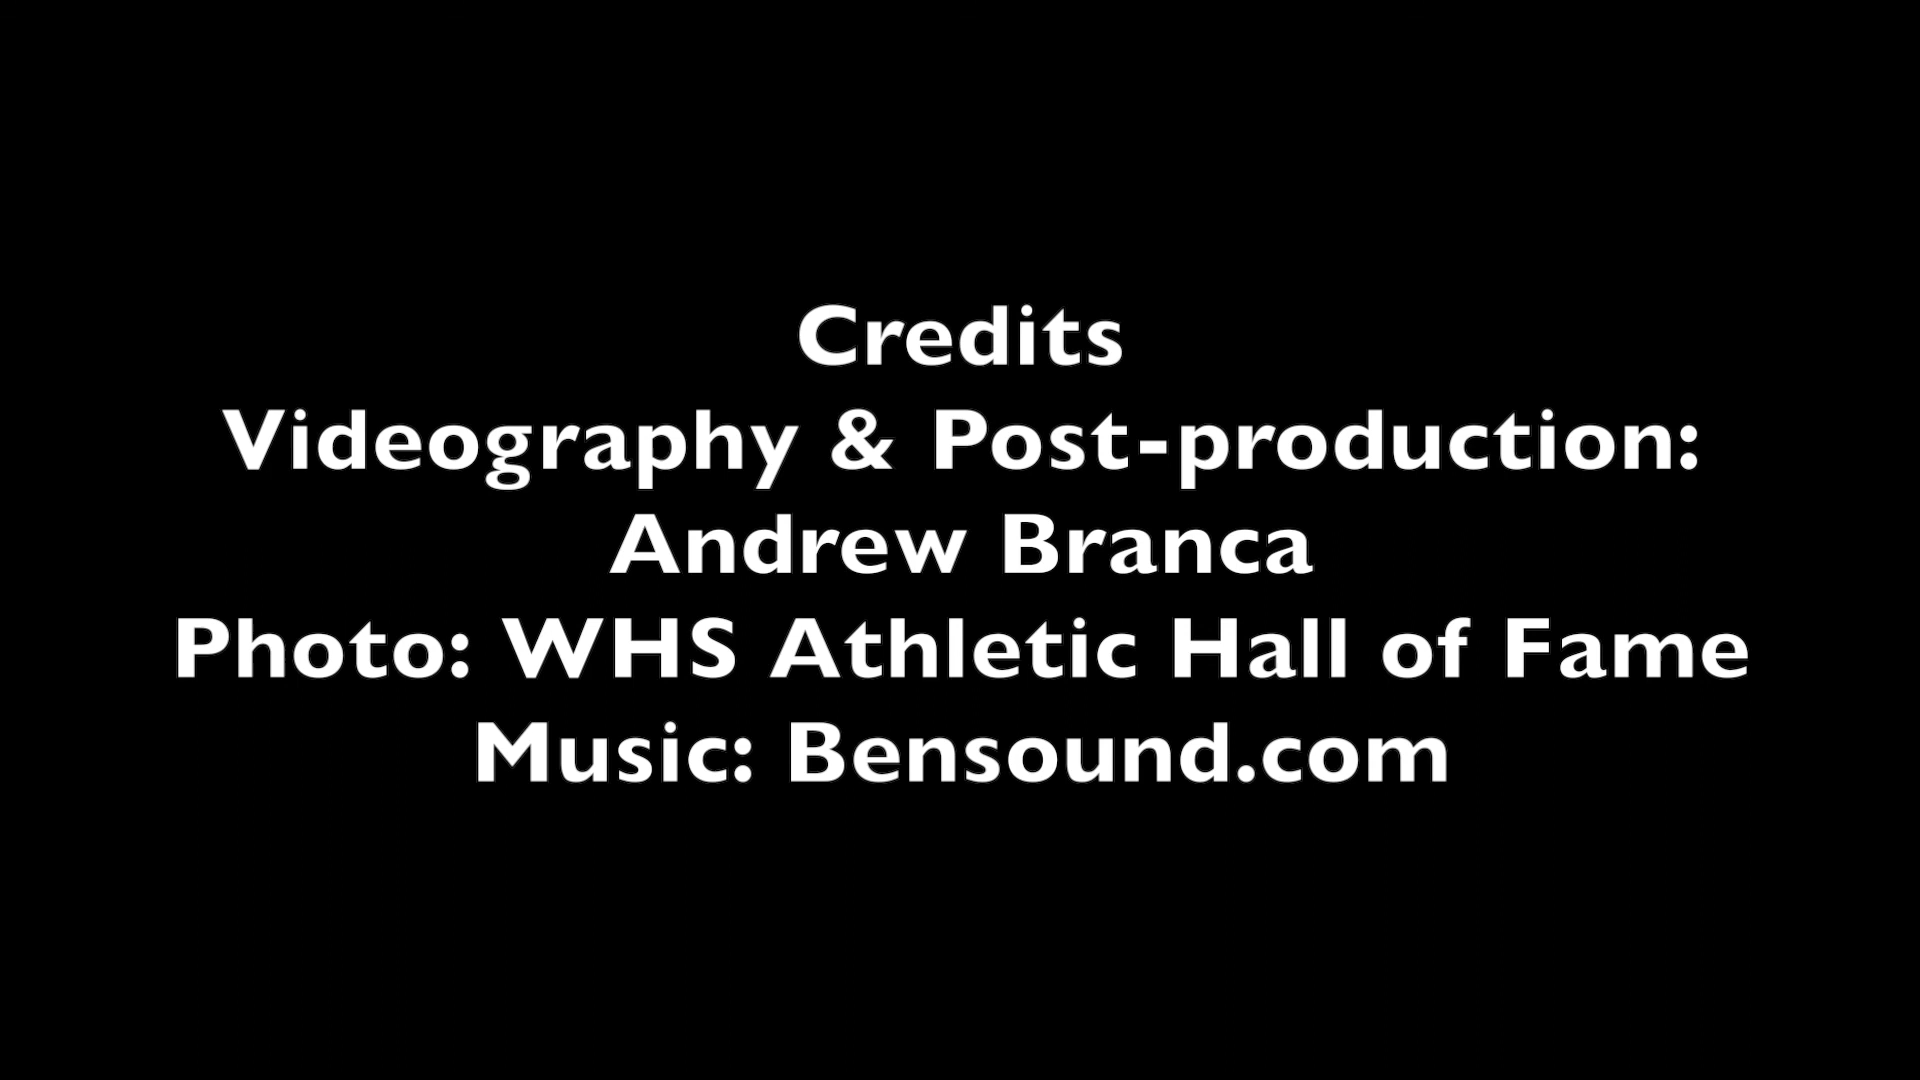 Credits
Videography & Post-production:
Andrew Branca
Photo: WHS Athletic Hall of Fame
Music: Bensound.com